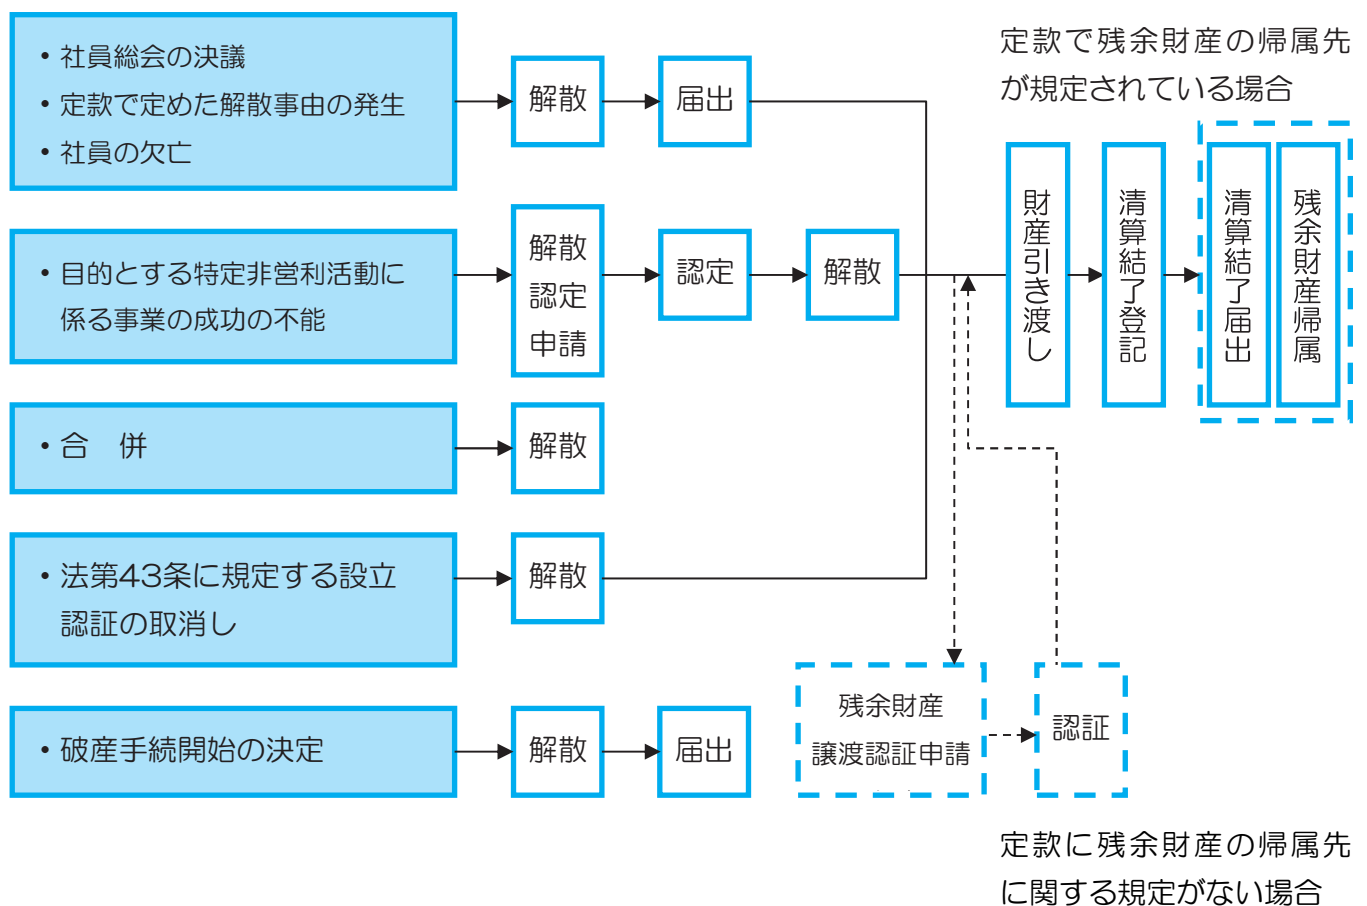 ・社員総会の決議
・定款で定めた解散事由の発生
・社員の欠亡
解散
届出
定款で残余財産の帰属先
が規定されている場合
・目的とする特定非営利活動に
係る事業の成功の不能
解散
認定
申請
認定
解散
財産引き渡し
清算結了登記
清算結了届出
残余財産帰属
・合　併
解散
・法第43条に規定する設立
認証の取消し
解散
・破産手続開始の決定
解散
届出
残余財産
譲渡認証申請
認証
定款に残余財産の帰属先
に関する規定がない場合